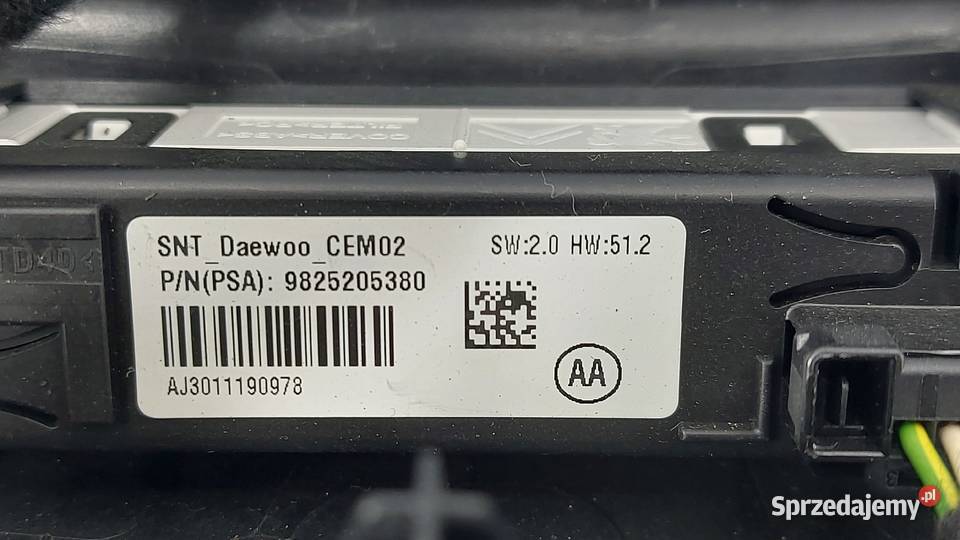 SNT_Daewoo_CEM02 SW:2.0 HW:51.2
P/N(PSA): 9825205380
AJ3011190978
AA
Sprzedajemy.pl